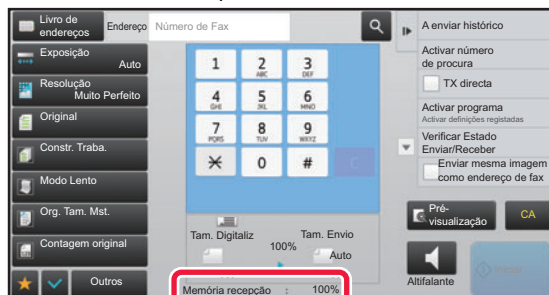 Livro de
endereços
Endereço
Número de Fax
Exposição
Auto
Resolução
Muito Perfeito
Original
Constr. Traba.
Modo Lento
Org. Tam. Mst.
Contagem original
Outros
1
2
ABC
3
DEF
4
GHI
5
JKL
6
MNO
7
PQRS
8
TUV
9
WXYZ
0
#
Tam. Digitaliz
100%
Tam. Envio
Auto
Memória recepção : 100%
A enviar histórico
Activar número
de procura
TX directa
Activar programa
Activar definições registadas
Verificar Estado
Enviar/Receber
Enviar mesma imagem
como endereço de fax
Pré-
visualização
CA
Altifalante
Iniciar